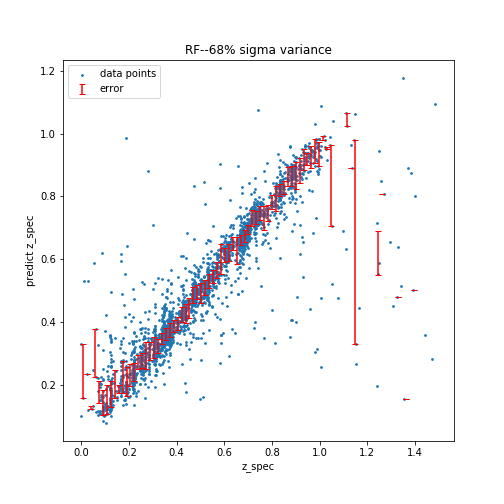 RF--68% sigma variance
data points
error
predict z_spec
1.2
1.0
0.8
0.6
0.4
0.2
0.0 0.2 0.4 0.6 0.8 1.0 1.2 1.4
z_spec